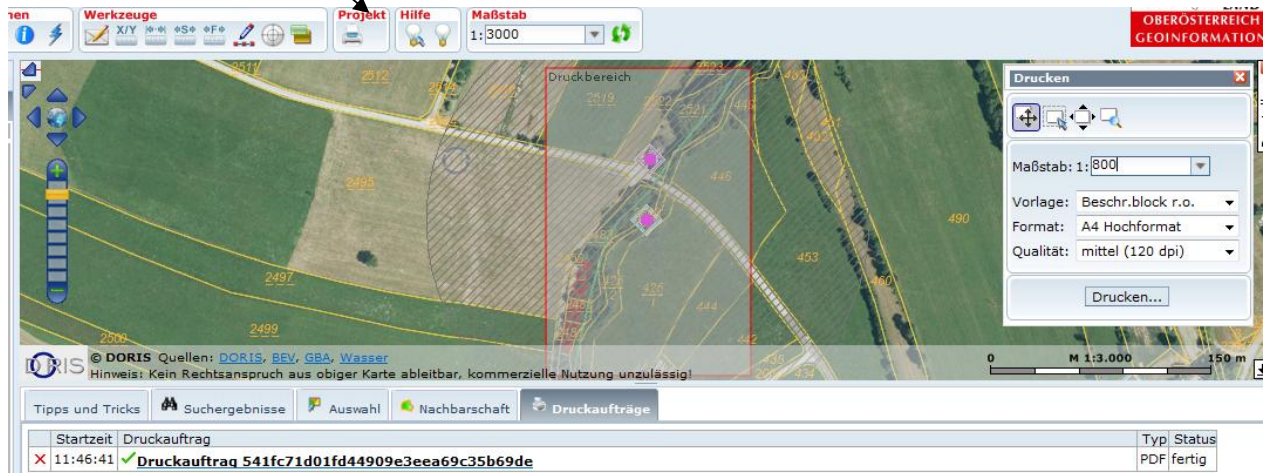 nen Werkzeuge Projekt Hilfe Maßstab
X/Y +S+ +F+ 1: 3000
OBERÖSTERREICH
GEOINFORMATION
Druckbereich
Drucken
Maßstab: 1: 800
Vorlage: Beschr.block r.o.
Format: A4 Hochformat
Qualität: mittel (120 dpi)
Drucken...
2511
2512
2519
2521
2495
446
490
453
460
2497
444
2499
2500
DORIS © DORIS Quellen: DORIS, BEV, GBA, Wasser
Hinweis: Kein Rechtsanspruch aus obiger Karte ableitbar, kommerzielle Nutzung unzulässig!
0 M 1:3.000 150 m
Tipps und Tricks Suchergebnisse Auswahl Nachbarschaft Druckaufträge
Startzeit Druckauftrag Typ Status
11:46:41 Druckauftrag 541fc71d01fd44909e3eea69c35b69de PDF fertig